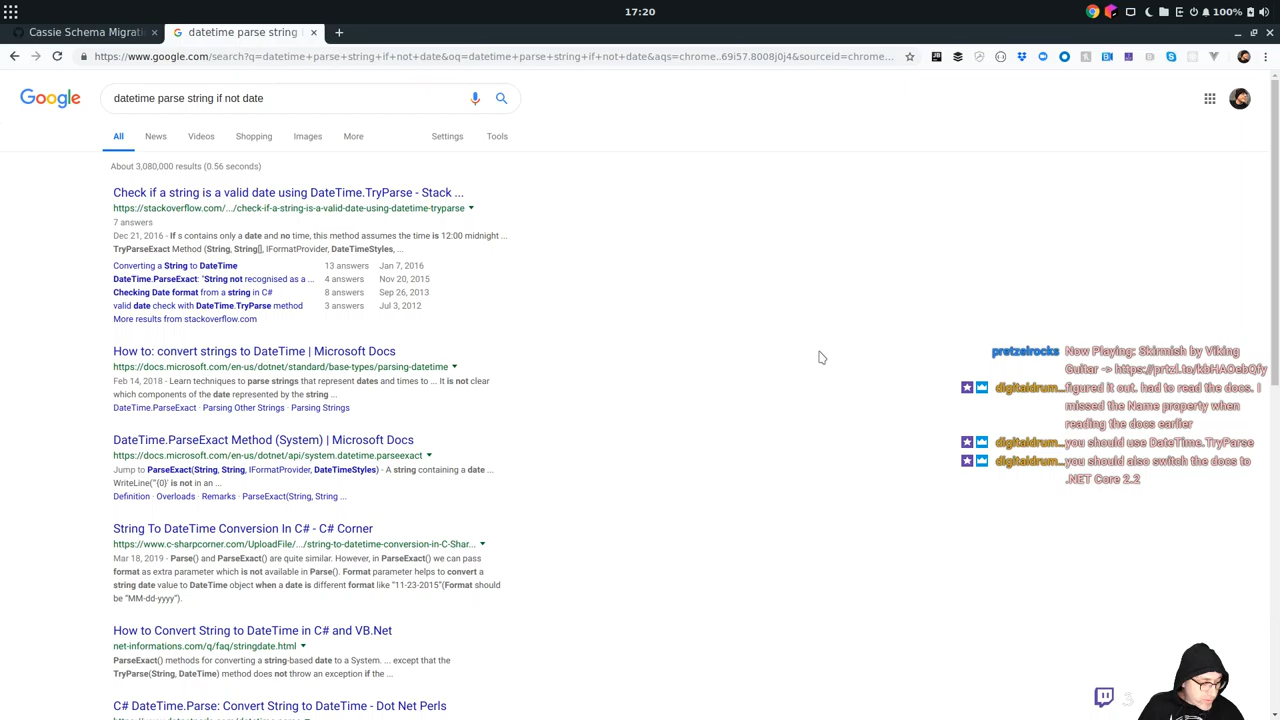 17:20
100%
Cassie Schema Migrati
datetime parse string
https://www.google.com/search?q=datetime+parse+string+if+not+date&oq=datetime+parse+string+if+not+date&aqs=chrome..69i57.8008j0j4&sourceid=chrome...
Google
datetime parse string if not date
All
News
Videos
Shopping
Images
More
Settings
Tools
About 3,080,000 results (0.56 seconds)
Check if a string is a valid date using DateTime.TryParse - Stack ...
https://stackoverflow.com/.../check-if-a-string-is-a-valid-date-using-datetime-tryparse
7 answers
Dec 21, 2016 - If s contains only a date and no time, this method assumes the time is 12:00 midnight ...
TryParseExact Method (String, String[], IFormatProvider, DateTimeStyles, ...
Converting a String to DateTime 13 answers Jan 7, 2016
DateTime.ParseExact: "String not recognised as a ... 4 answers Nov 20, 2015
Checking Date format from a string in C# 8 answers Sep 26, 2013
valid date check with DateTime.TryParse method 3 answers Jul 3, 2012
More results from stackoverflow.com
How to: convert strings to DateTime | Microsoft Docs
https://docs.microsoft.com/en-us/dotnet/standard/base-types/parsing-datetime
Feb 14, 2018 - Learn techniques to parse strings that represent dates and times to ... It is not clear
which components of the date represented by the string ...
DateTime.ParseExact · Parsing Other Strings · Parsing Strings
DateTime.ParseExact Method (System) | Microsoft Docs
https://docs.microsoft.com/en-us/dotnet/api/system.datetime.parseexact
Jump to ParseExact(String, String, IFormatProvider, DateTimeStyles) - A string containing a date ...
WriteLine("'{0}' is not in an ...
Definition · Overloads · Remarks · ParseExact(String, String ...
String To DateTime Conversion In C# - C# Corner
https://www.c-sharpcorner.com/UploadFile/.../string-to-datetime-conversion-in-C-Shar...
Mar 18, 2019 - Parse() and ParseExact() are quite similar. However, in ParseExact() we can pass
format as extra parameter which is not available in Parse(). Format parameter helps to convert a
string date value to DateTime object when a date is different format like "11-23-2015"(Format should
be "MM-dd-yyyy").
How to Convert String to DateTime in C# and VB.Net
net-informations.com/q/faq/stringdate.html
ParseExact() methods for converting a string-based date to a System. ... except that the
TryParse(String, DateTime) method does not throw an exception if the ...
C# DateTime.Parse: Convert String to DateTime - Dot Net Perls
pretzelrocks Now Playing: Skirmish by Viking
Guitar -> https://prtzl.to/kbHAOebQfy
digitaldrum... figured it out. had to read the docs. I
missed the Name property when
reading the docs earlier
digitaldrum... you should use DateTime.TryParse
digitaldrum... you should also switch the docs to
.NET Core 2.2
3